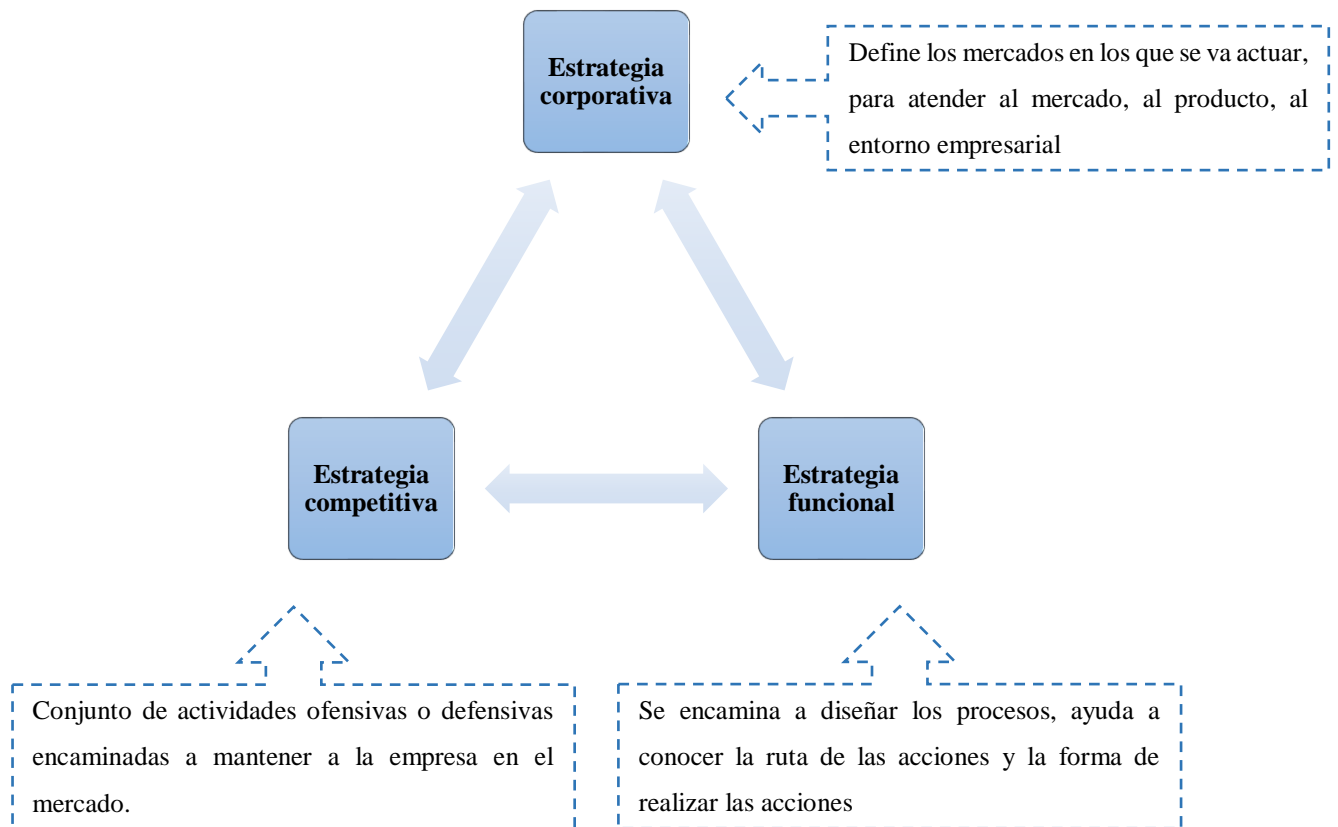 Estrategia
corporativa
Define los mercados en los que se va actuar,
para atender al mercado, al producto, al
entorno empresarial
Estrategia
competitiva
Estrategia
funcional
Conjunto de actividades ofensivas o defensivas
encaminadas a mantener a la empresa en el
mercado.
Se encamina a diseñar los procesos, ayuda a
conocer la ruta de las acciones y la forma de
realizar las acciones